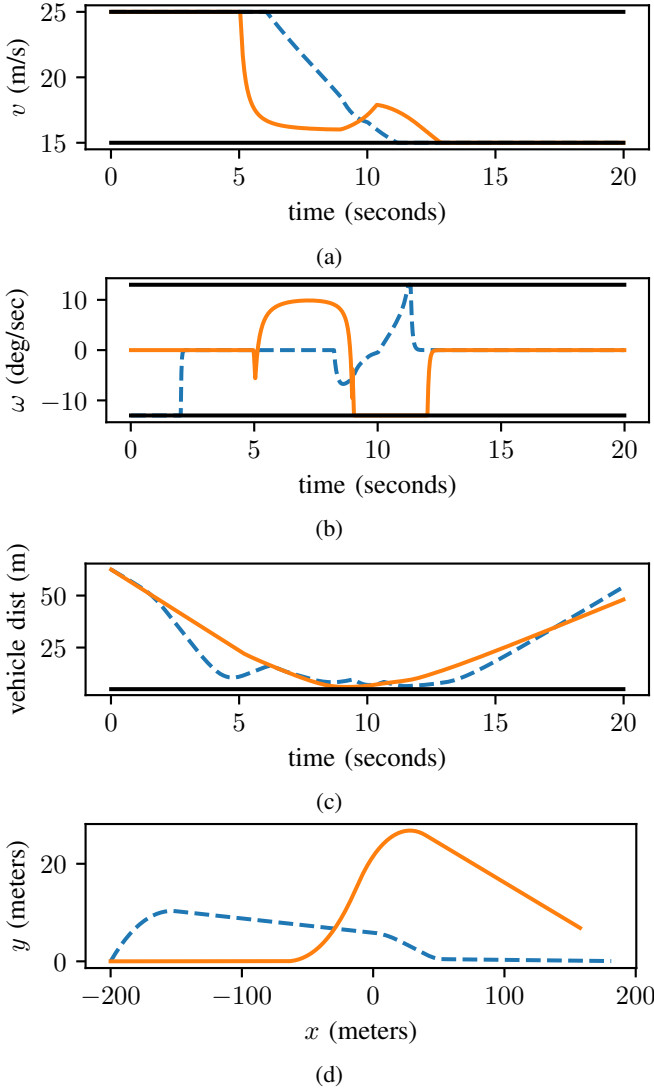 25
15
v (m/s)
0 5 10 15 20
time (seconds)
(a)
10
0
−10
ω (deg/sec)
0 5 10 15 20
time (seconds)
(b)
50
25
vehicle dist (m)
0 5 10 15 20
time (seconds)
(c)
20
0
y (meters)
−200 −100 0 100 200
x (meters)
(d)